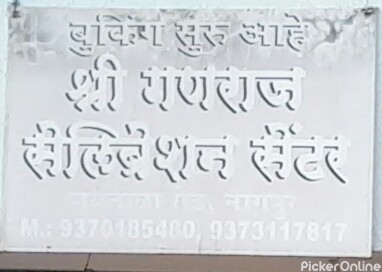 बुकिंग सुरु आहे
श्री गणराज
सेलिब्रेशन सेंटर
नागपुर
M.: 9370185480, 9373117817
PickerOnline